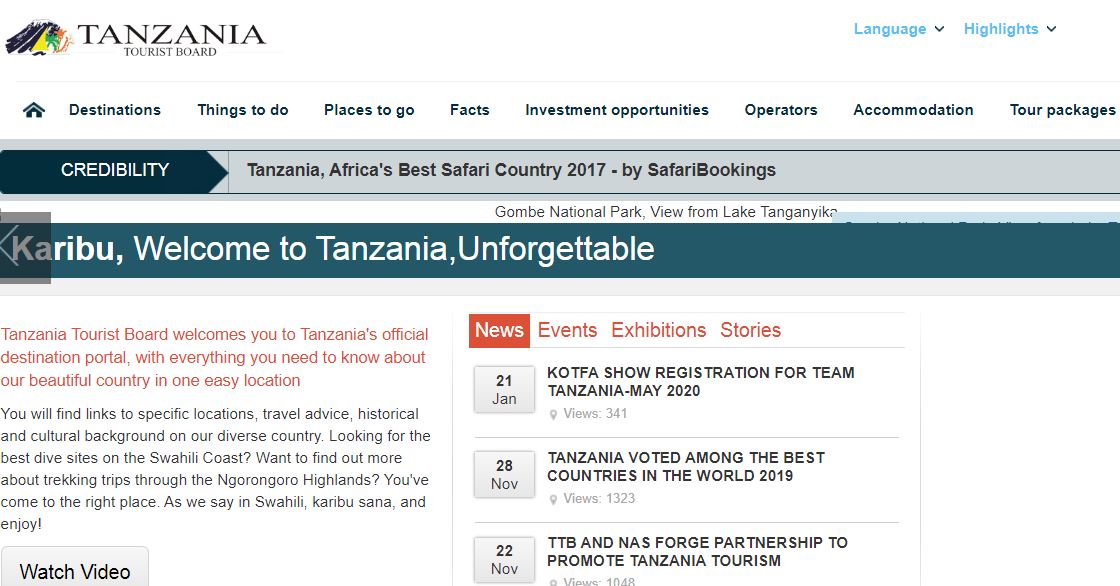 TANZANIA
TOURIST BOARD
Language
Highlights
Destinations
Things to do
Places to go
Facts
Investment opportunities
Operators
Accommodation
Tour packages
CREDIBILITY
Tanzania, Africa's Best Safari Country 2017 - by SafariBookings
Gombe National Park, View from Lake Tanganyika
Karibu, Welcome to Tanzania,Unforgettable
Tanzania Tourist Board welcomes you to Tanzania's official
destination portal, with everything you need to know about
our beautiful country in one easy location
You will find links to specific locations, travel advice, historical
and cultural background on our diverse country. Looking for the
best dive sites on the Swahili Coast? Want to find out more
about trekking trips through the Ngorongoro Highlands? You've
come to the right place. As we say in Swahili, karibu sana, and
enjoy!
Watch Video
News
Events
Exhibitions
Stories
21
Jan
KOTFA SHOW REGISTRATION FOR TEAM
TANZANIA-MAY 2020
Views: 341
28
Nov
TANZANIA VOTED AMONG THE BEST
COUNTRIES IN THE WORLD 2019
Views: 1323
22
Nov
TTB AND NAS FORGE PARTNERSHIP TO
PROMOTE TANZANIA TOURISM
Views: 1048